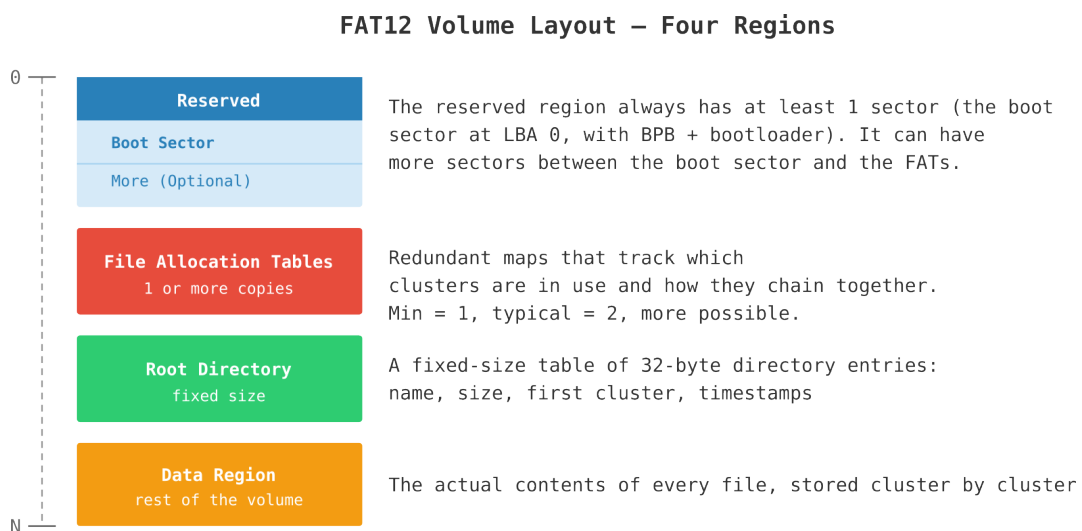 FAT12 Volume Layout — Four Regions
0
Reserved
Boot Sector
More (Optional)
The reserved region always has at least 1 sector (the boot
sector at LBA 0, with BPB + bootloader). It can have
more sectors between the boot sector and the FATs.
File Allocation Tables
1 or more copies
Redundant maps that track which
clusters are in use and how they chain together.
Min = 1, typical = 2, more possible.
Root Directory
fixed size
A fixed-size table of 32-byte directory entries:
name, size, first cluster, timestamps
Data Region
rest of the volume
The actual contents of every file, stored cluster by cluster
N